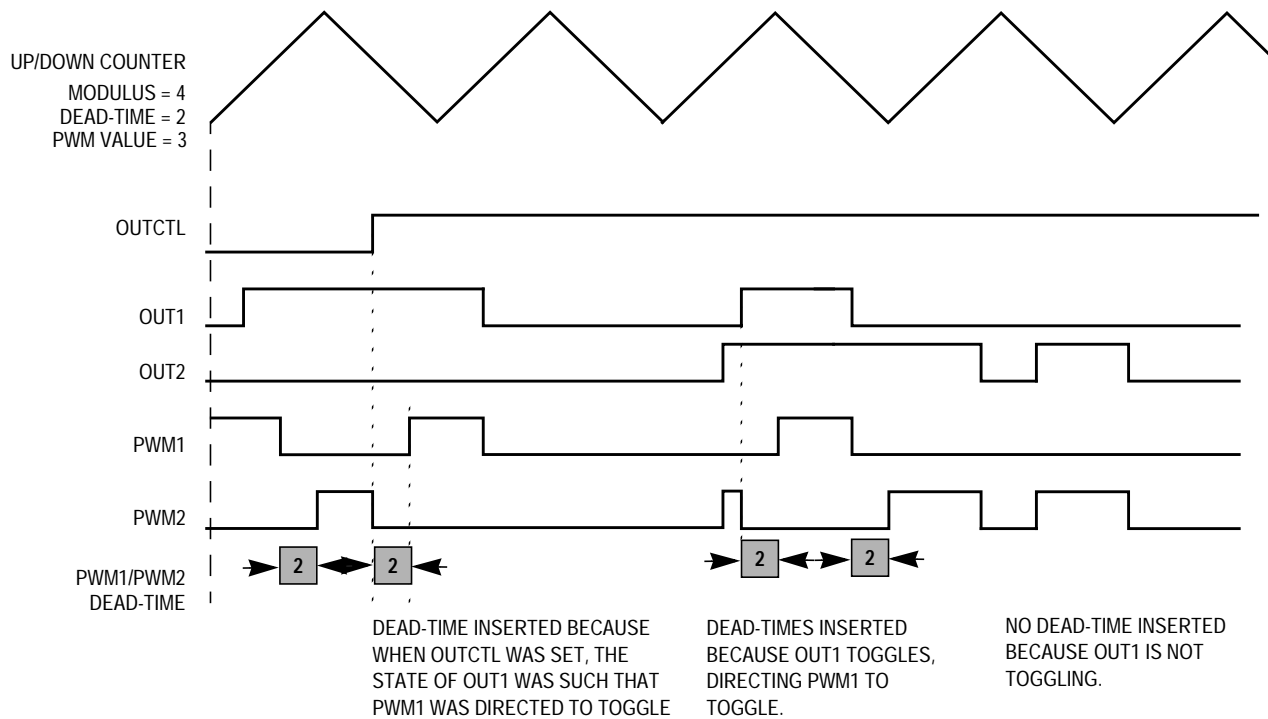 UP/DOWN COUNTER
MODULUS = 4
DEAD-TIME = 2
PWM VALUE = 3
OUTCTL
OUT1
OUT2
PWM1
PWM2
PWM1/PWM2
DEAD-TIME
2
2
2
2
DEAD-TIME INSERTED BECAUSE
WHEN OUTCTL WAS SET, THE
STATE OF OUT1 WAS SUCH THAT
PWM1 WAS DIRECTED TO TOGGLE
DEAD-TIMES INSERTED
BECAUSE OUT1 TOGGLES,
DIRECTING PWM1 TO
TOGGLE.
NO DEAD-TIME INSERTED
BECAUSE OUT1 IS NOT
TOGGLING.